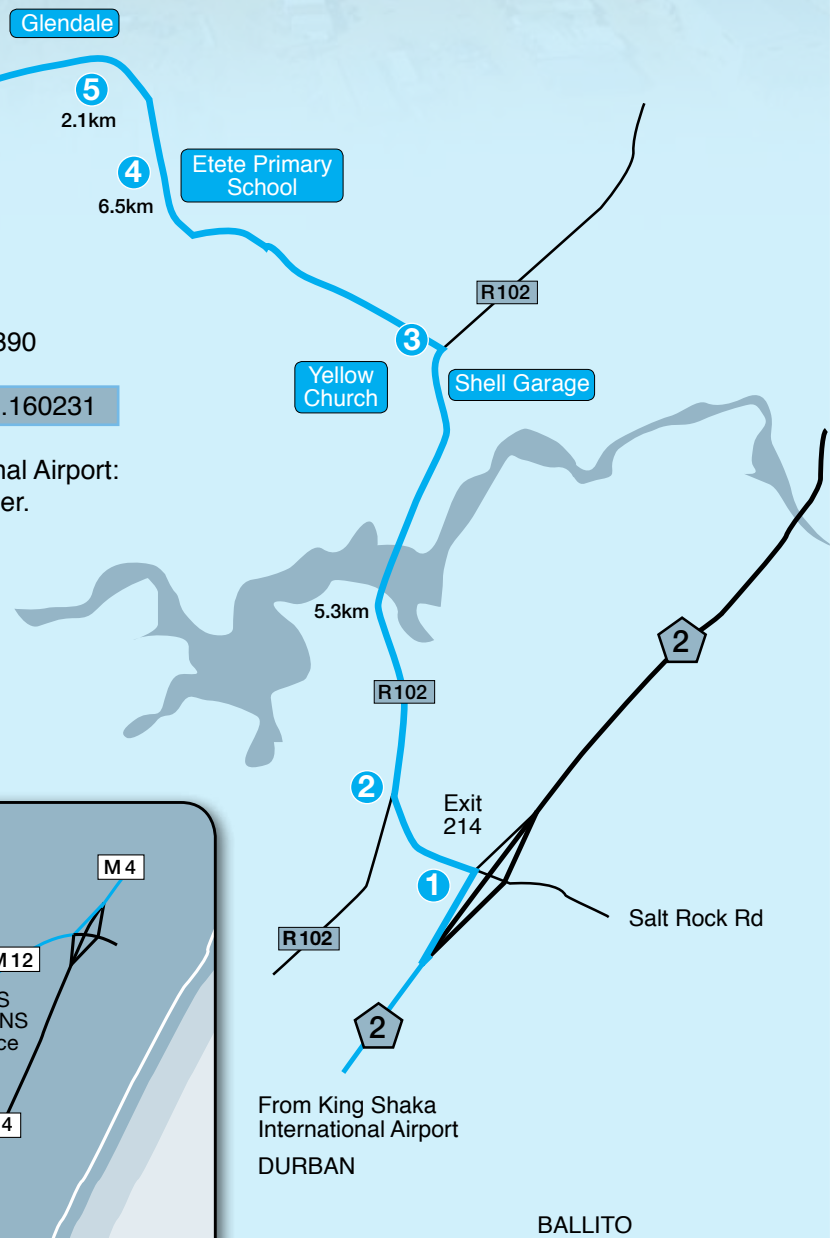 Glendale
5
2.1km
4
6.5km
Etete Primary
School
R102
390
3
Yellow
Church
Shell Garage
.160231
nal Airport:
er.
5.3km
2
R102
2
Exit
214
1
M 4
Salt Rock Rd
R102
M 12
S
NS
ce
2
4
From King Shaka
International Airport
DURBAN
BALLITO